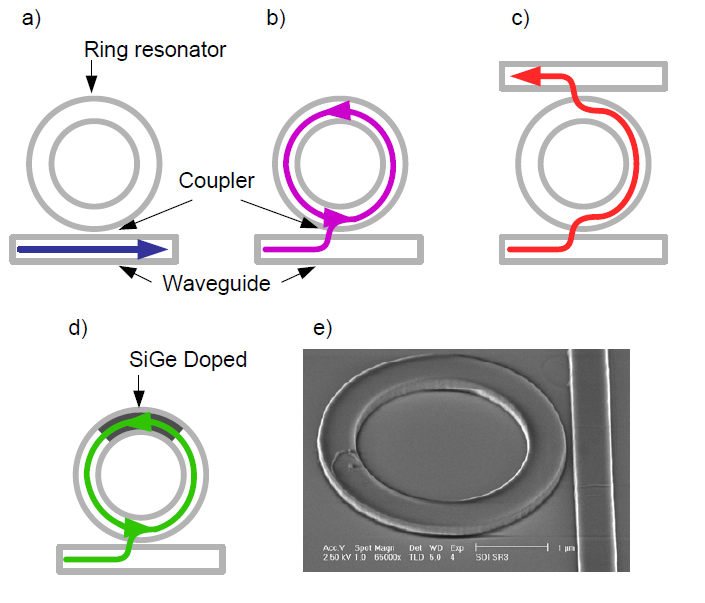 a)
b)
c)
Ring resonator
Coupler
Waveguide
d)
e)
SiGe Doped
Acc.V Spot Magn Det WD Exp 1 µm
2.50 kV 1.0 65000x TLD 5.0 4 SOI SR3